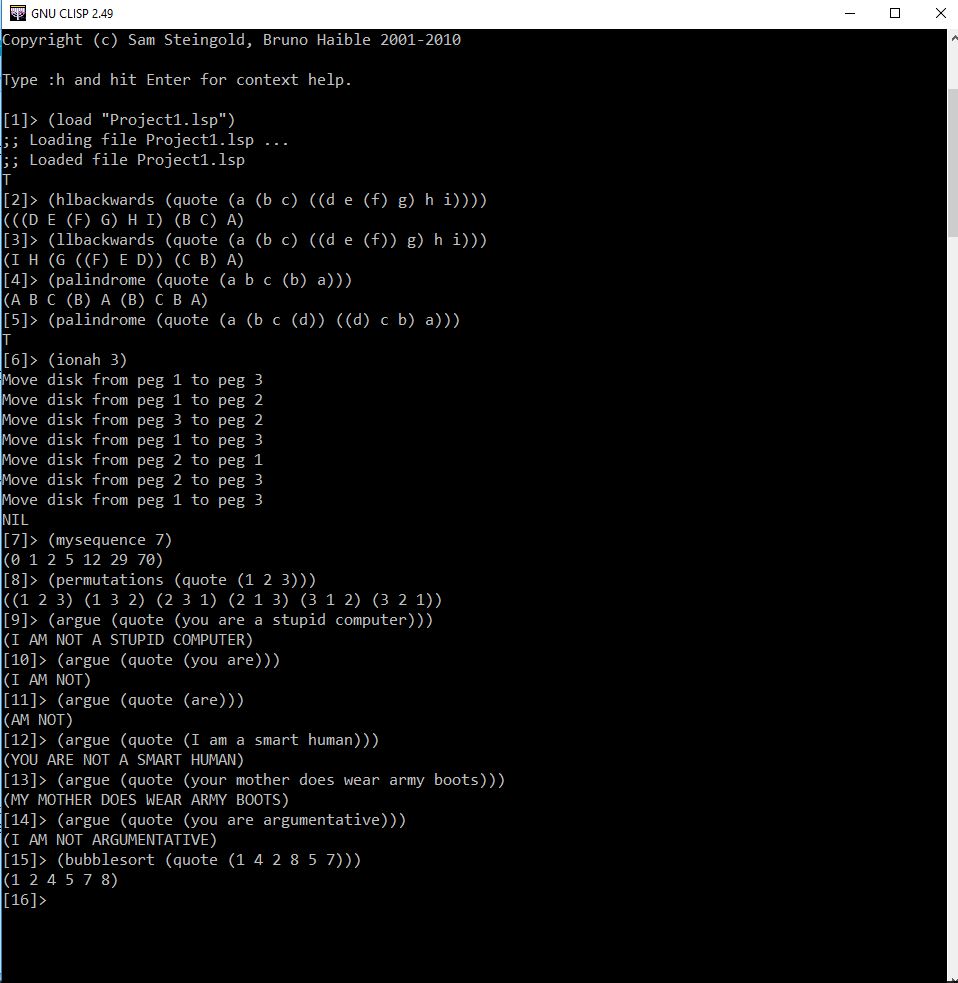 GNU CLISP 2.49
Copyright (c) Sam Steingold, Bruno Haible 2001-2010
Type :h and hit Enter for context help.
[1]> (load "Project1.lsp")
;; Loading file Project1.lsp ...
;; Loaded file Project1.lsp
T
[2]> (hlbackwards (quote (a (b c) ((d e (f) g) h i))))
(((D E (F) G) H I) (B C) A)
[3]> (llbackwards (quote (a (b c) ((d e (f)) g) h i)))
(I H (G ((F) E D)) (C B) A)
[4]> (palindrome (quote (a b c (b) a)))
(A B C (B) A (B) C B A)
[5]> (palindrome (quote (a (b c (d)) ((d) c b) a)))
T
[6]> (ionah 3)
Move disk from peg 1 to peg 3
Move disk from peg 1 to peg 2
Move disk from peg 3 to peg 2
Move disk from peg 1 to peg 3
Move disk from peg 2 to peg 1
Move disk from peg 2 to peg 3
Move disk from peg 1 to peg 3
NIL
[7]> (mysequence 7)
(0 1 2 5 12 29 70)
[8]> (permutations (quote (1 2 3)))
((1 2 3) (1 3 2) (2 3 1) (2 1 3) (3 1 2) (3 2 1))
[9]> (argue (quote (you are a stupid computer)))
(I AM NOT A STUPID COMPUTER)
[10]> (argue (quote (you are)))
(I AM NOT)
[11]> (argue (quote (are)))
(AM NOT)
[12]> (argue (quote (I am a smart human)))
(YOU ARE NOT A SMART HUMAN)
[13]> (argue (quote (your mother does wear army boots)))
(MY MOTHER DOES WEAR ARMY BOOTS)
[14]> (argue (quote (you are argumentative)))
(I AM NOT ARGUMENTATIVE)
[15]> (bubblesort (quote (1 4 2 8 5 7)))
(1 2 4 5 7 8)
[16]>